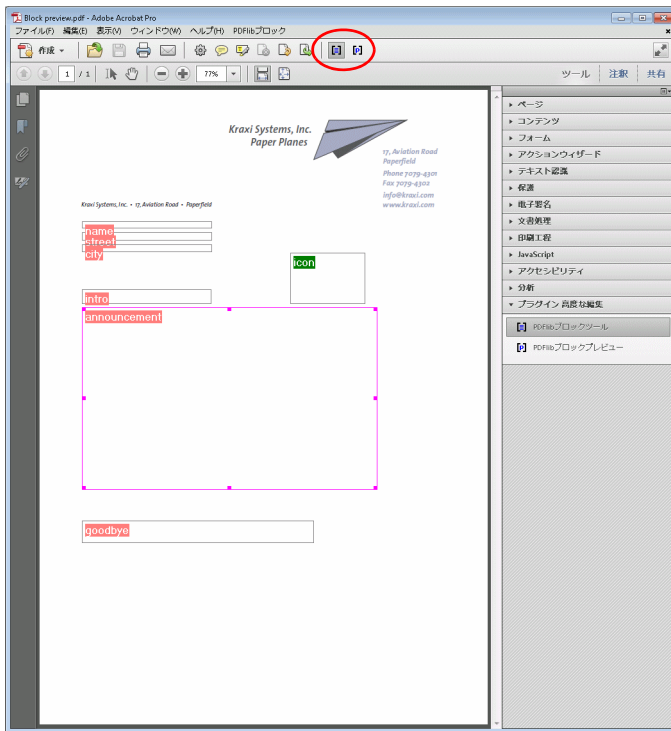 Block preview.pdf - Adobe Acrobat Pro
ファイル(F) 編集(E) 表示(V) ウィンドウ(W) ヘルプ(H) PDFlibブロック
作成
1 / 1 77% ツール 注釈 共有
Kraxi Systems, Inc.
Paper Planes
17, Aviation Road
Paperfield
Phone 7079-4301
Fax 7079-4302
info@kraxi.com
www.kraxi.com
Kraxi Systems, Inc. • 17, Aviation Road • Paperfield
name
street
city
icon
intro
announcement
goodbye
ページ
コンテンツ
フォーム
アクションウィザード
テキスト認識
保護
電子署名
文書処理
印刷工程
JavaScript
アクセシビリティ
分析
プラグイン高度な編集
PDFlibブロックツール
PDFlibブロックプレビュー